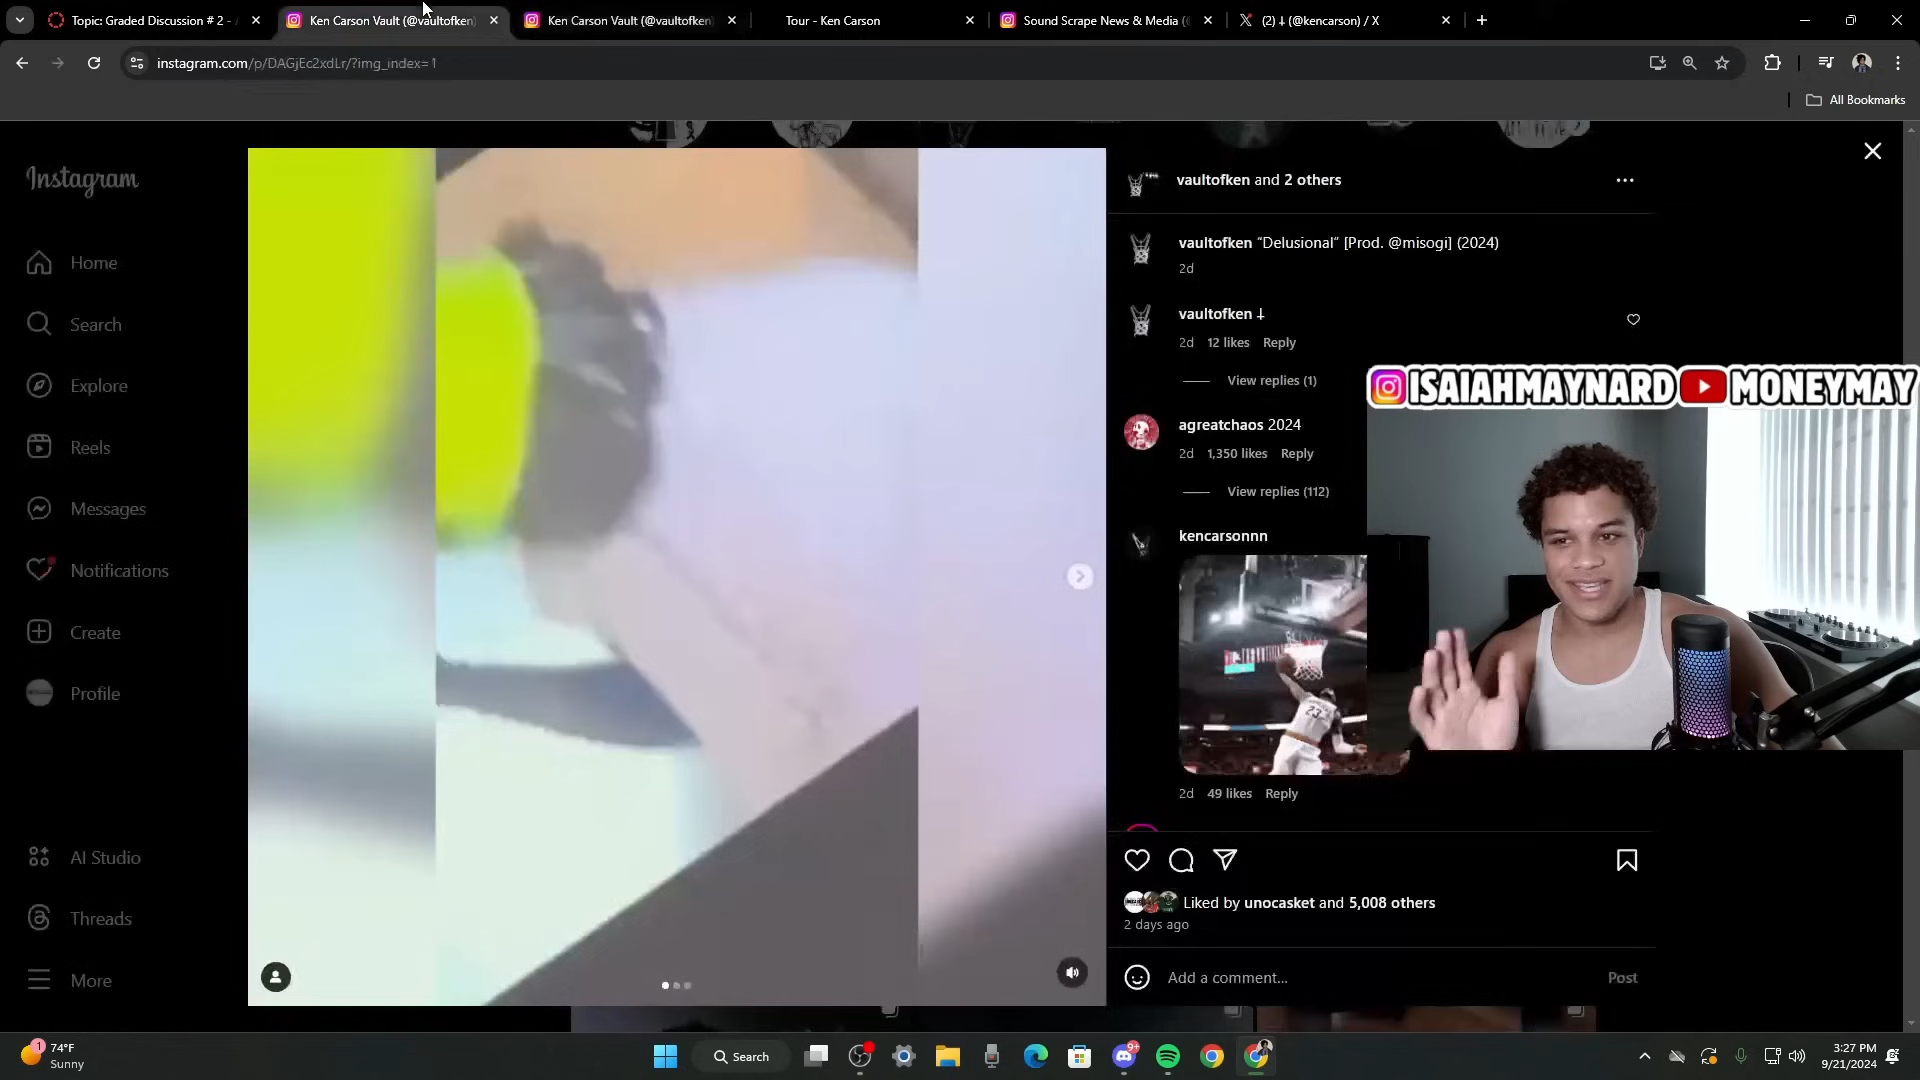 Topic: Graded Discussion # 2 -
Ken Carson Vault (@vaultofken)
Ken Carson Vault (@vaultofken)
Tour - Ken Carson
Sound Scrape News & Media (
(2) ⸸ (@kencarson) / X
instagram.com/p/DAGjEc2xdLr/?img_index=1
All Bookmarks
Instagram
Home
Search
Explore
Reels
Messages
Notifications
Create
Profile
AI Studio
Threads
More
vaultofken and 2 others
vaultofken “Delusional“ [Prod. @misogi] (2024)
2d
vaultofken ⸸
2d 12 likes Reply
View replies (1)
agreatchaos 2024
2d 1,350 likes Reply
View replies (112)
kencarsonnn
23
2d 49 likes Reply
ISAIAHMAYNARD MONEYMAY
Liked by unocasket and 5,008 others
2 days ago
Add a comment...
Post
1
74°F
Sunny
Search
9+
3:27 PM
9/21/2024